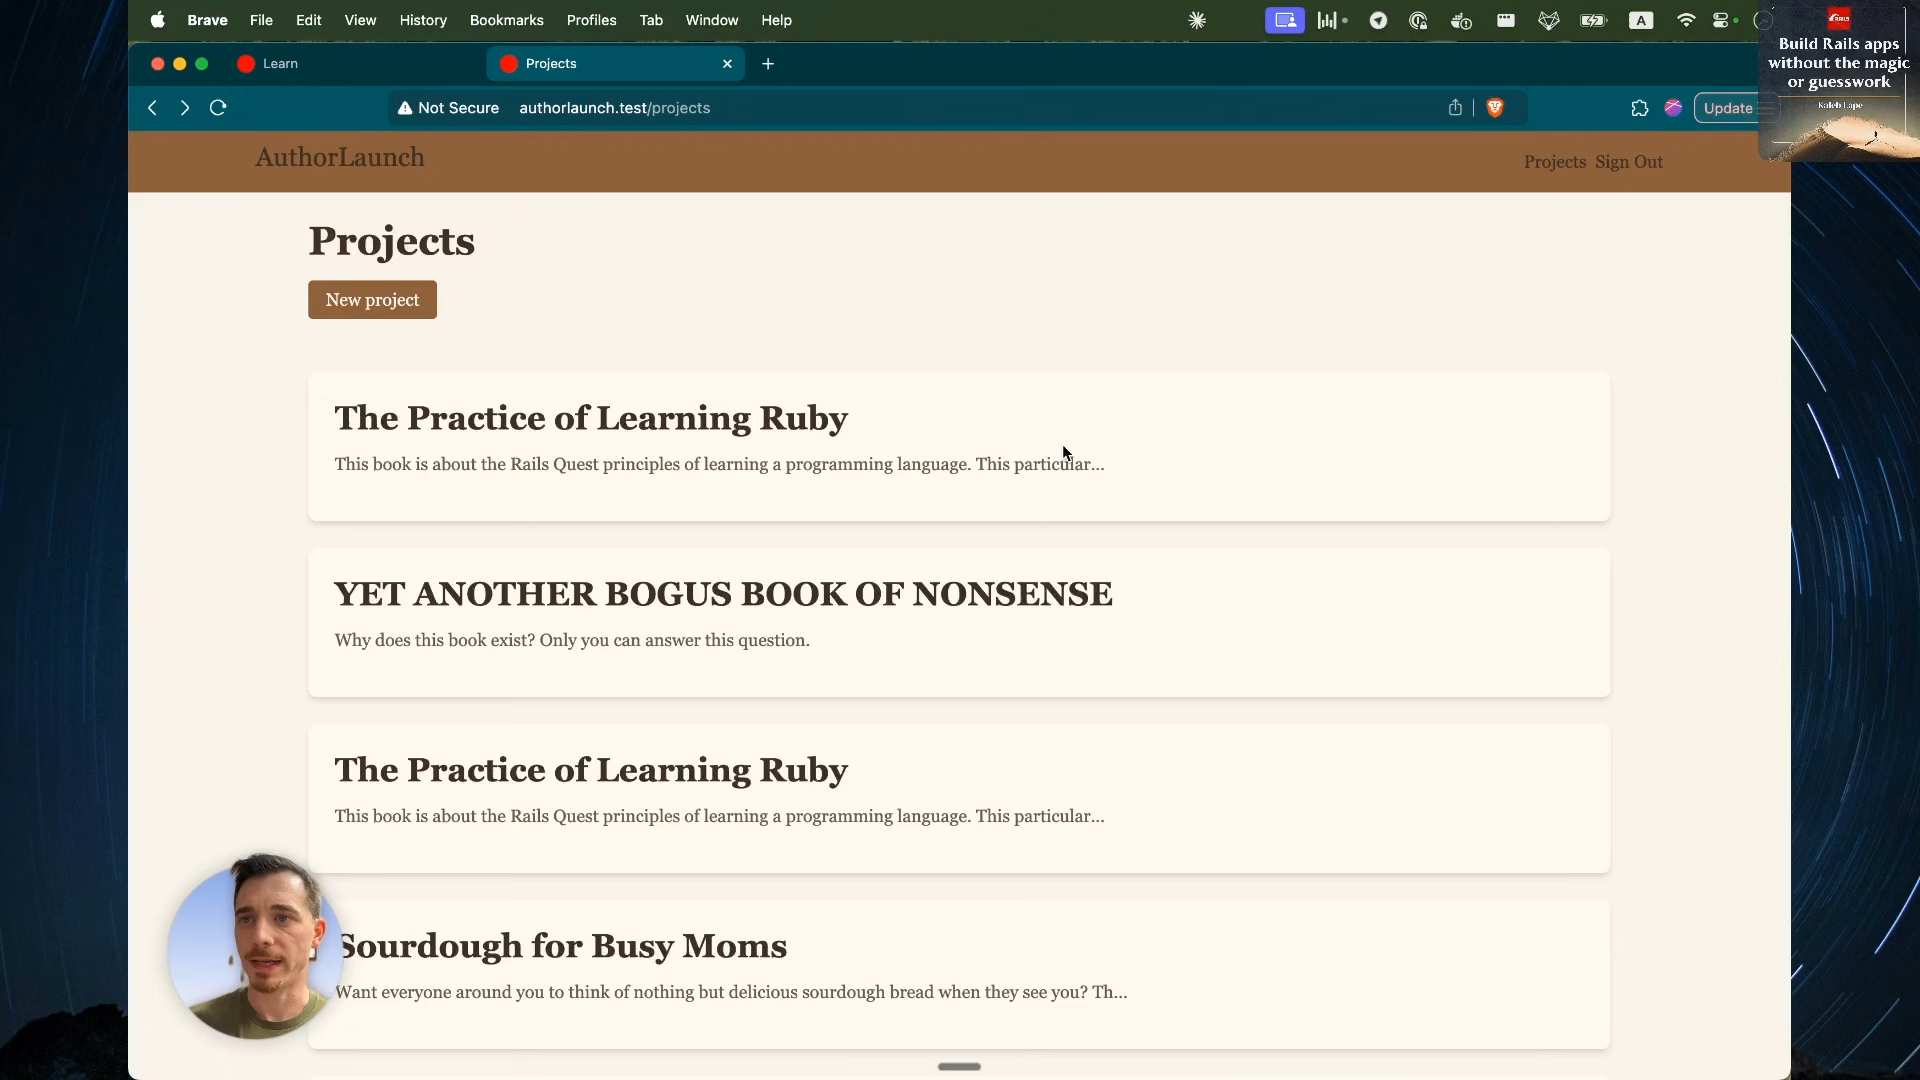 Brave File Edit View History Bookmarks Profiles Tab Window Help
A
RAILS
Build Rails apps
without the magic
or guesswork
Kaleb Lape
Learn
Projects
Not Secure authorlaunch.test/projects
Update
AuthorLaunch
Projects Sign Out
Projects
New project
The Practice of Learning Ruby
This book is about the Rails Quest principles of learning a programming language. This particular...
YET ANOTHER BOGUS BOOK OF NONSENSE
Why does this book exist? Only you can answer this question.
The Practice of Learning Ruby
This book is about the Rails Quest principles of learning a programming language. This particular...
Sourdough for Busy Moms
Want everyone around you to think of nothing but delicious sourdough bread when they see you? Th...